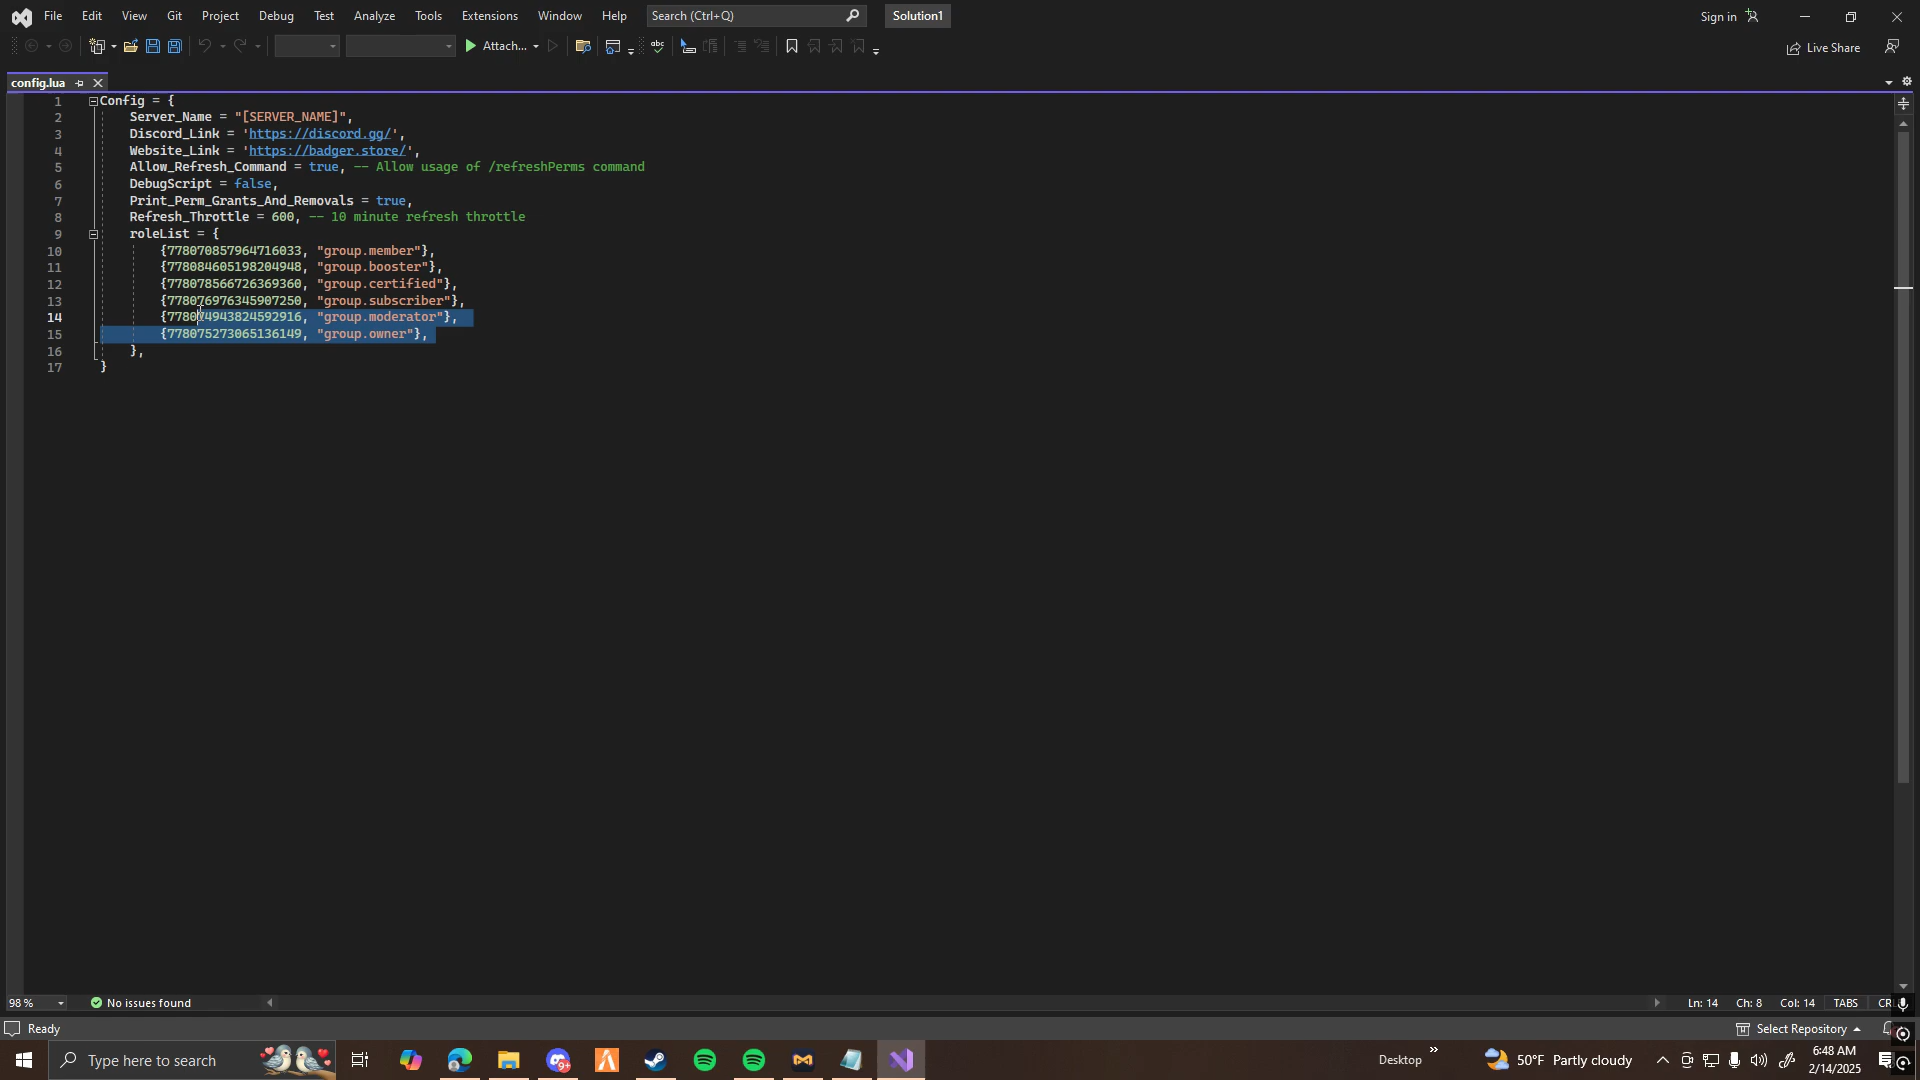 File Edit View Git Project Debug Test Analyze Tools Extensions Window Help Search (Ctrl+Q) Solution1 Sign in
Attach...
Live Share
config.lua
1 Config = {
2 Server_Name = "[SERVER_NAME]",
3 Discord_Link = 'https://discord.gg/',
4 Website_Link = 'https://badger.store/',
5 Allow_Refresh_Command = true, -- Allow usage of /refreshPerms command
6 DebugScript = false,
7 Print_Perm_Grants_And_Removals = true,
8 Refresh_Throttle = 600, -- 10 minute refresh throttle
9 roleList = {
10 {778070857964716033, "group.member"},
11 {778084605198204948, "group.booster"},
12 {778078566726369360, "group.certified"},
13 {778076976345907250, "group.subscriber"},
14 {778074943824592916, "group.moderator"},
15 {778075273065136149, "group.owner"},
16 },
17 }
98 % No issues found Ln: 14 Ch: 8 Col: 14 TABS
Ready Select Repository
Type here to search 9+ Desktop 50°F Partly cloudy 6:48 AM
2/14/2025